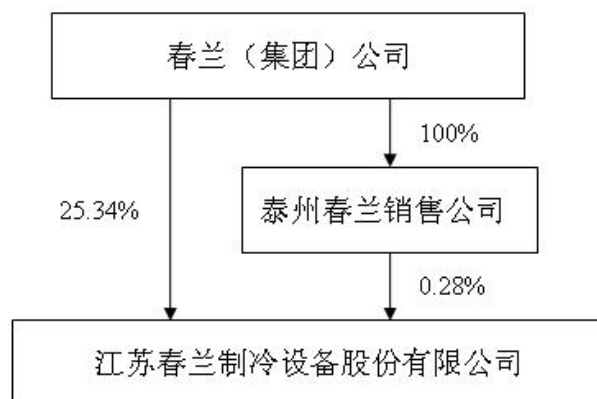 春兰（集团）公司
100%
25.34%
泰州春兰销售公司
0.28%
江苏春兰制冷设备股份有限公司